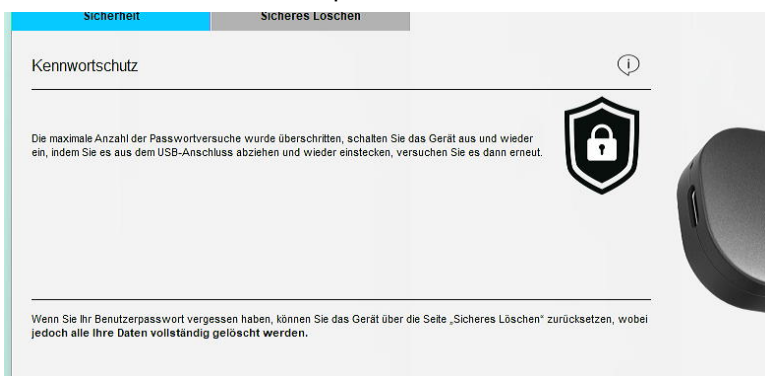 Sicherheit
Sicheres Löschen
Kennwortschutz
Die maximale Anzahl der Passwortversuche wurde überschritten, schalten Sie das Gerät aus und wieder
ein, indem Sie es aus dem USB-Anschluss abziehen und wieder einstecken, versuchen Sie es dann erneut.
Wenn Sie Ihr Benutzerpasswort vergessen haben, können Sie das Gerät über die Seite „Sicheres Löschen“ zurücksetzen, wobei
jedoch alle Ihre Daten vollständig gelöscht werden.